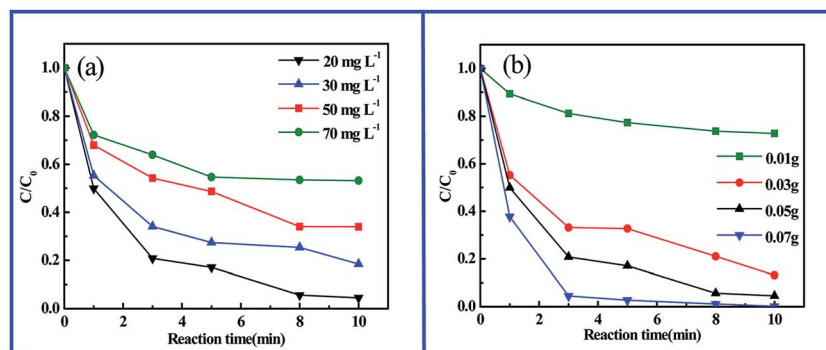 (a)
20 mg L⁻¹
30 mg L⁻¹
50 mg L⁻¹
70 mg L⁻¹
C/C₀
1.0
0.8
0.6
0.4
0.2
0.0
0 2 4 6 8 10
Reaction time(min)
(b)
0.01g
0.03g
0.05g
0.07g
C/C₀
1.0
0.8
0.6
0.4
0.2
0.0
0 2 4 6 8 10
Reaction time(min)